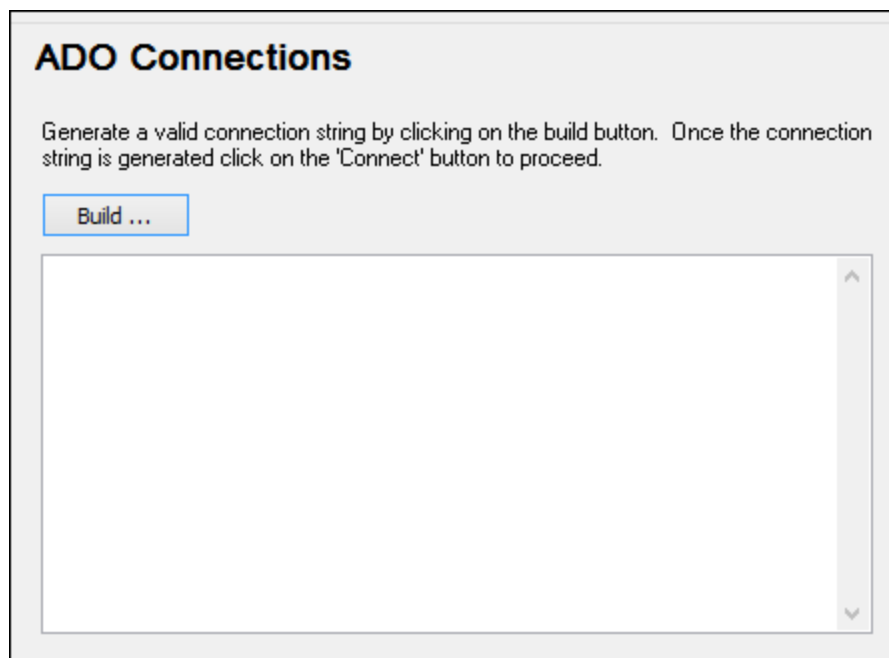 ADO Connections
Generate a valid connection string by clicking on the build button.  Once the connection
string is generated click on the 'Connect' button to proceed.
Build ...